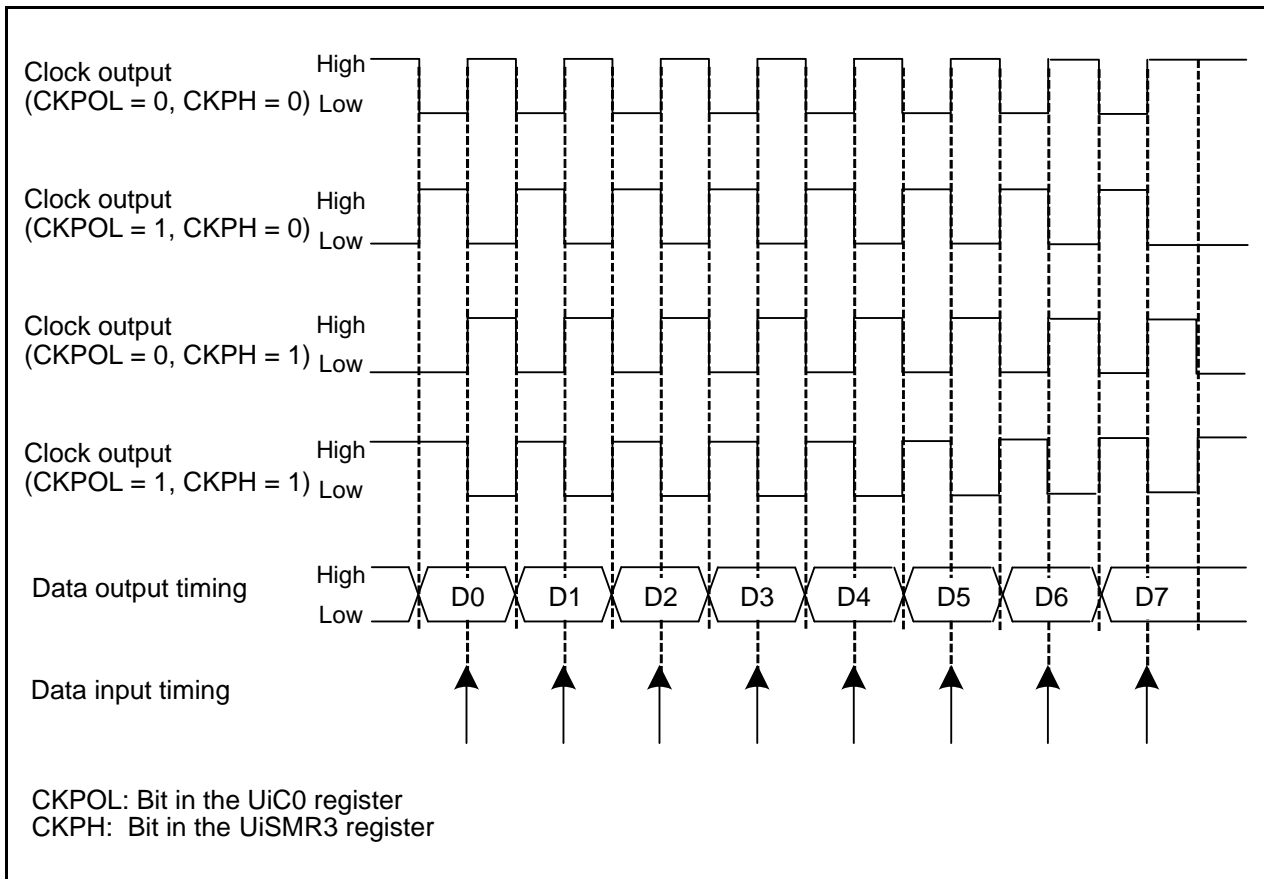 Clock output
(CKPOL = 0, CKPH = 0)
High
Low
Clock output
(CKPOL = 1, CKPH = 0)
High
Low
Clock output
(CKPOL = 0, CKPH = 1)
High
Low
Clock output
(CKPOL = 1, CKPH = 1)
High
Low
Data output timing
High
Low
D0 D1 D2 D3 D4 D5 D6 D7
Data input timing
CKPOL: Bit in the UiC0 register
CKPH: Bit in the UiSMR3 register